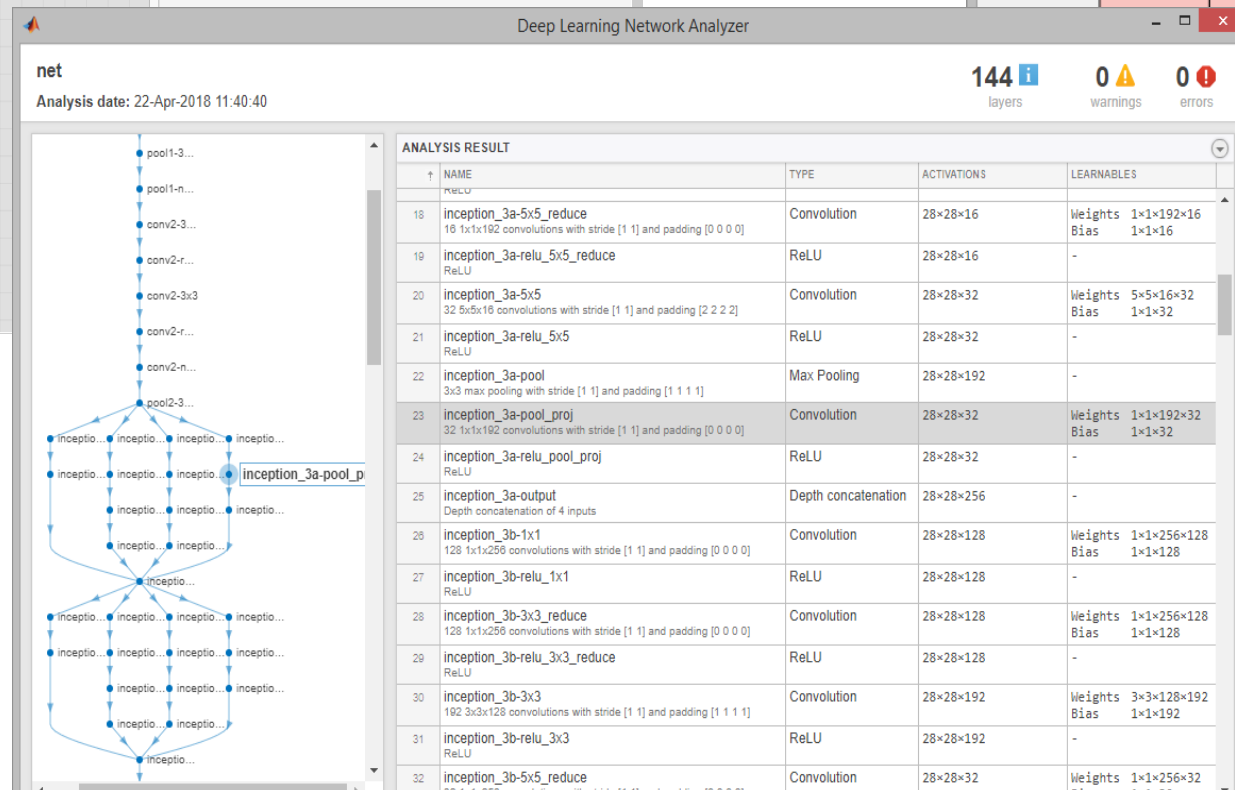 Deep Learning Network Analyzer
net
Analysis date: 22-Apr-2018 11:40:40
144 layers
0 warnings
0 errors
pool1-3...
pool1-n...
conv2-3...
conv2-r...
conv2-3x3
conv2-r...
conv2-n...
pool2-3...
inceptio... inceptio... inceptio... inceptio...
inceptio... inceptio... inceptio... inception_3a-pool_p
inceptio... inceptio... inceptio...
inceptio... inceptio...
inceptio...
inceptio... inceptio... inceptio... inceptio...
inceptio... inceptio... inceptio... inceptio...
inceptio... inceptio... inceptio...
inceptio... inceptio...
inceptio...
ANALYSIS RESULT
NAME TYPE ACTIVATIONS LEARNABLES
ReLU
18 inception_3a-5x5_reduce Convolution 28×28×16 Weights 1×1×192×16
16 1x1x192 convolutions with stride [1 1] and padding [0 0 0 0] Bias 1×1×16
19 inception_3a-relu_5x5_reduce ReLU 28×28×16 -
ReLU
20 inception_3a-5x5 Convolution 28×28×32 Weights 5×5×16×32
32 5x5x16 convolutions with stride [1 1] and padding [2 2 2 2] Bias 1×1×32
21 inception_3a-relu_5x5 ReLU 28×28×32 -
ReLU
22 inception_3a-pool Max Pooling 28×28×192 -
3x3 max pooling with stride [1 1] and padding [1 1 1 1]
23 inception_3a-pool_proj Convolution 28×28×32 Weights 1×1×192×32
32 1x1x192 convolutions with stride [1 1] and padding [0 0 0 0] Bias 1×1×32
24 inception_3a-relu_pool_proj ReLU 28×28×32 -
ReLU
25 inception_3a-output Depth concatenation 28×28×256 -
Depth concatenation of 4 inputs
26 inception_3b-1x1 Convolution 28×28×128 Weights 1×1×256×128
128 1x1x256 convolutions with stride [1 1] and padding [0 0 0 0] Bias 1×1×128
27 inception_3b-relu_1x1 ReLU 28×28×128 -
ReLU
28 inception_3b-3x3_reduce Convolution 28×28×128 Weights 1×1×256×128
128 1x1x256 convolutions with stride [1 1] and padding [0 0 0 0] Bias 1×1×128
29 inception_3b-relu_3x3_reduce ReLU 28×28×128 -
ReLU
30 inception_3b-3x3 Convolution 28×28×192 Weights 3×3×128×192
192 3x3x128 convolutions with stride [1 1] and padding [1 1 1 1] Bias 1×1×192
31 inception_3b-relu_3x3 ReLU 28×28×192 -
ReLU
32 inception_3b-5x5_reduce Convolution 28×28×32 Weights 1×1×256×32